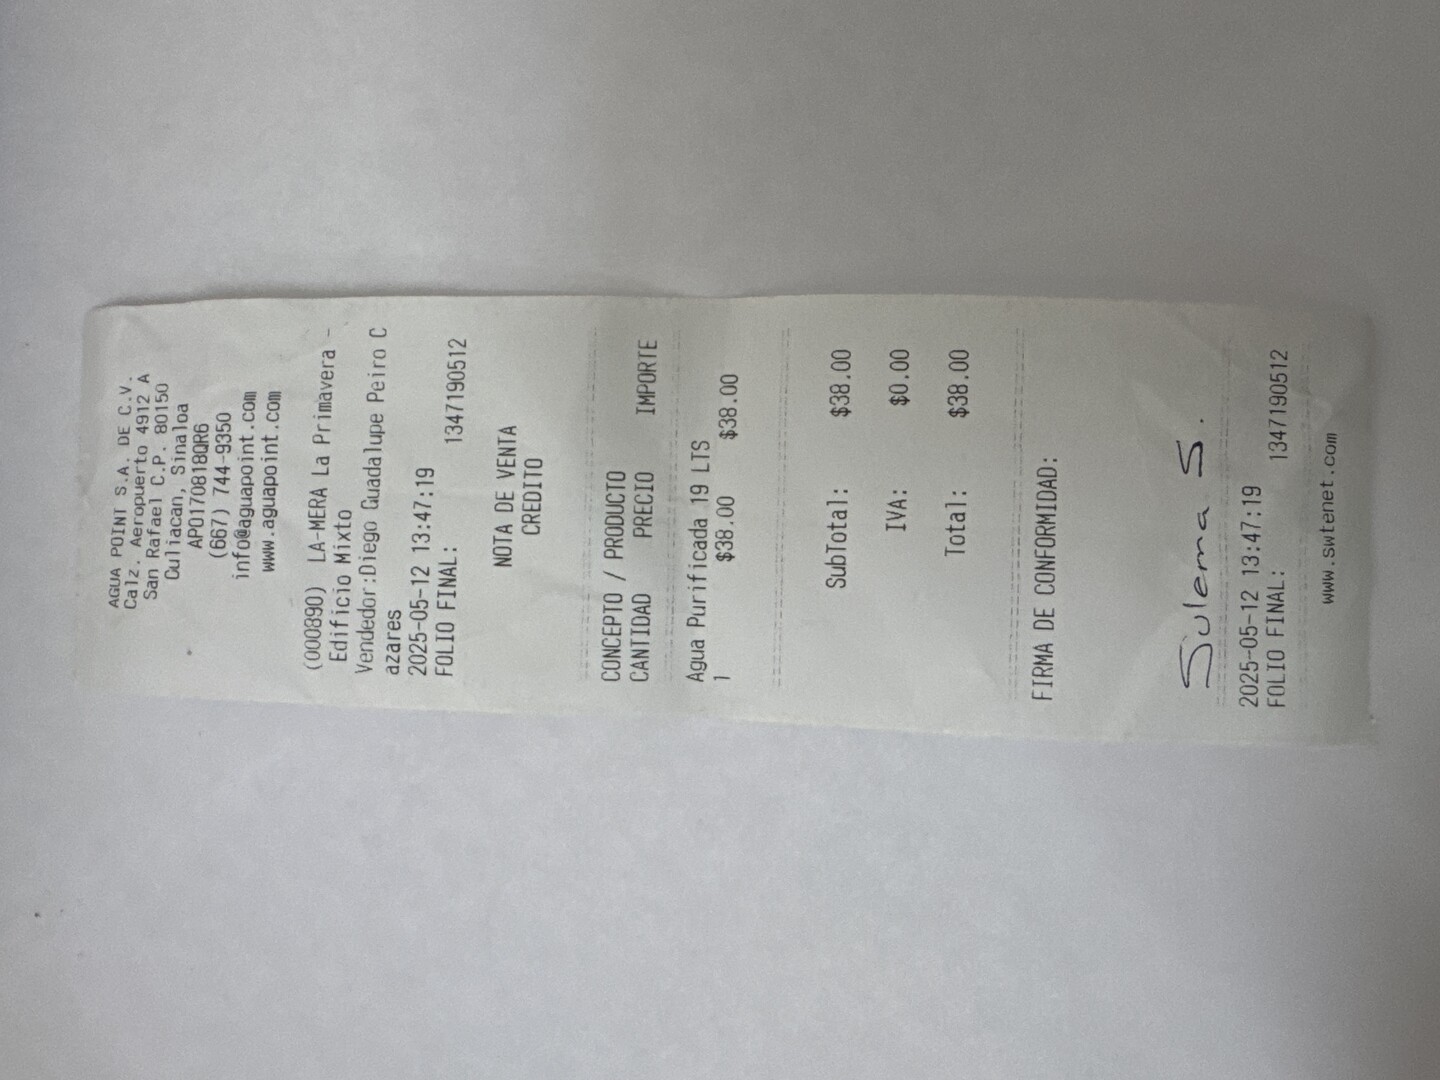 AGUA POINT S.A. DE C.V.
Calz. Aeropuerto 4912 A
San Rafael C.P. 80150
Culiacan, Sinaloa
APO170818QR6
(667) 744-9350
info@aguapoint.com
www.aguapoint.com
(000890) LA-MERA La Primavera -
Edificio Mixto
Vendedor:Diego Guadalupe Peiro C
azares
2025-05-12 13:47:19
FOLIO FINAL: 1347190512
NOTA DE VENTA
CREDITO
CONCEPTO / PRODUCTO
CANTIDAD PRECIO IMPORTE
Agua Purificada 19 LTS
1 $38.00 $38.00
SubTotal: $38.00
IVA: $0.00
Total: $38.00
FIRMA DE CONFORMIDAD:
Sulema S.
2025-05-12 13:47:19
FOLIO FINAL: 1347190512
www.swtenet.com